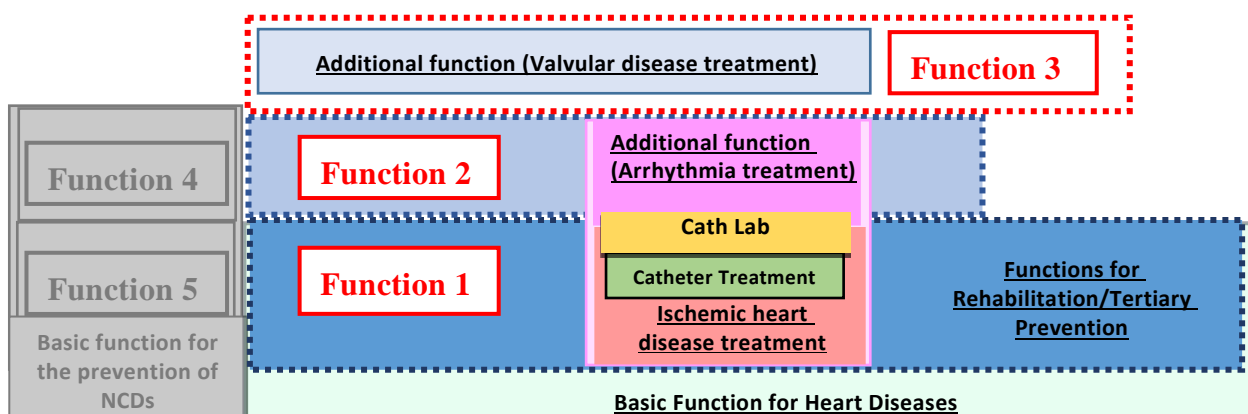 Additional function (Valvular disease treatment)
Function 3
Function 4
Function 2
Additional function
(Arrhythmia treatment)
Cath Lab
Function 5
Function 1
Catheter Treatment
Ischemic heart
disease treatment
Functions for
Rehabilitation/Tertiary
Prevention
Basic function for
the prevention of
NCDs
Basic Function for Heart Diseases